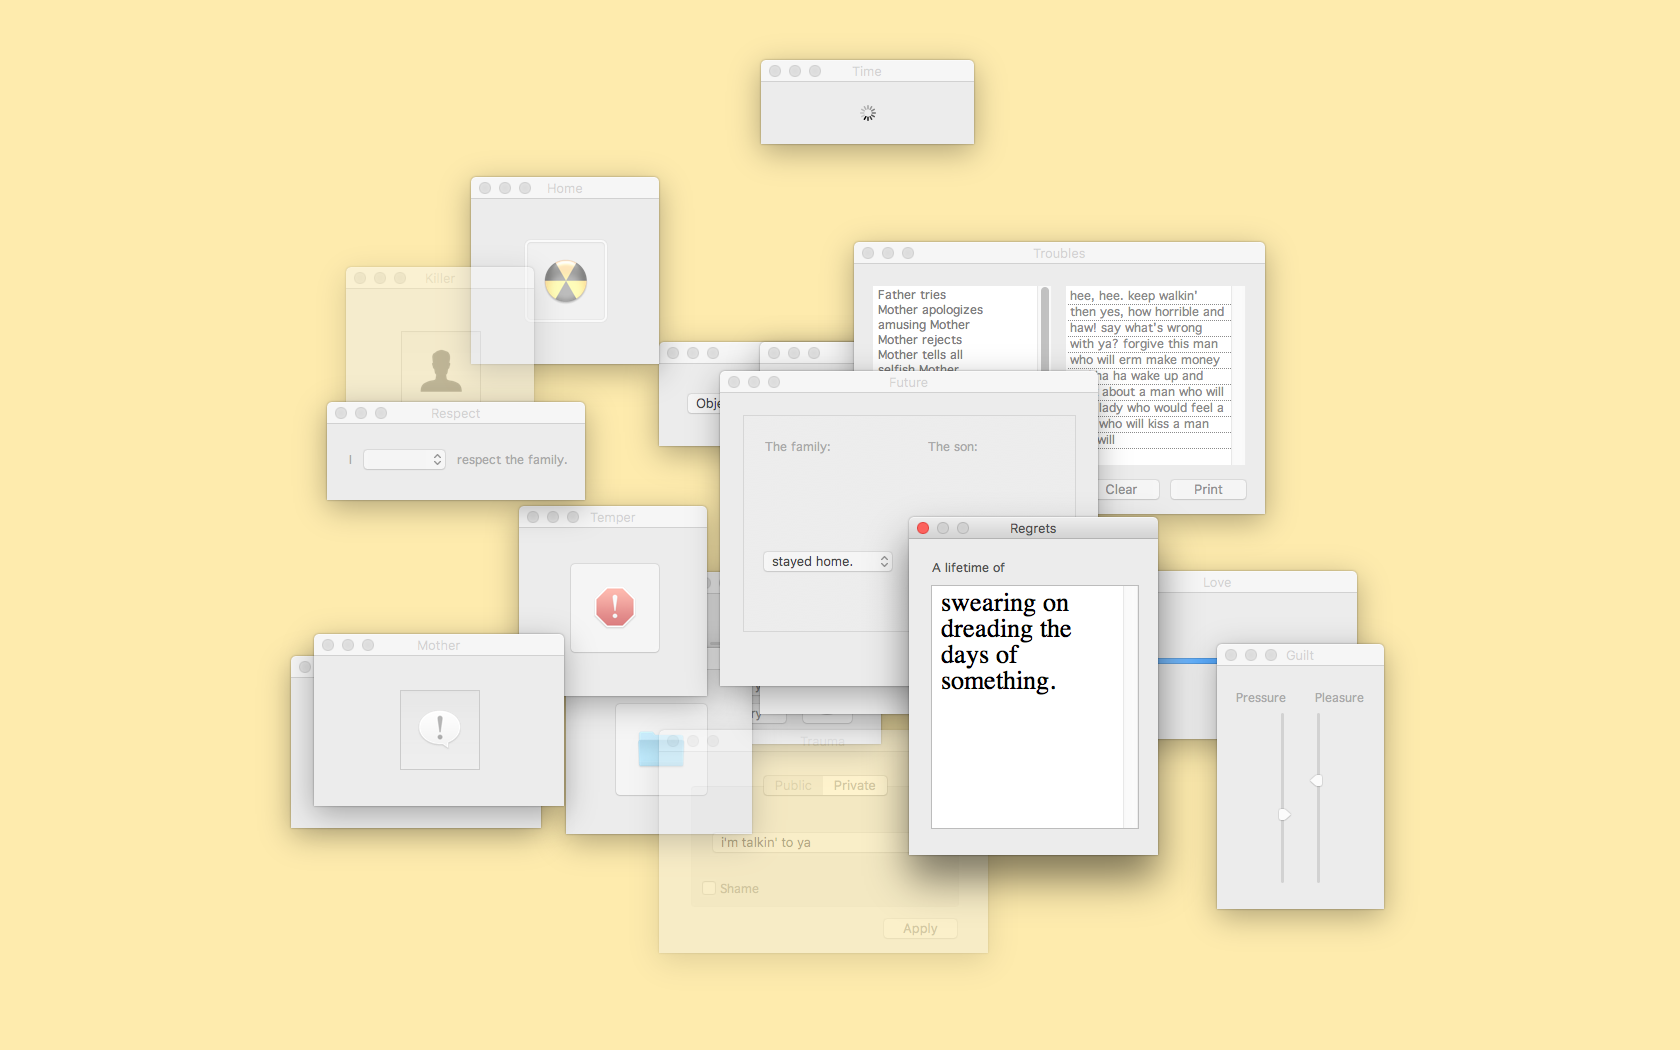 Time
Home
Killer
Troubles
Father tries
Mother apologizes
amusing Mother
Mother rejects
Mother tells all
selfish Mother
hee, hee. keep walkin'
then yes, how horrible and
haw! say what's wrong
with ya? forgive this man
who will erm make money
ha wake up and
about a man who will
lady who would feel a
who will kiss a man
will
Clear
Print
Future
The family:
The son:
stayed home.
Respect
I
respect the family.
Temper
Regrets
A lifetime of
swearing on
dreading the
days of
something.
Love
Guilt
Pressure
Pleasure
Mother
Trauma
Public
Private
i'm talkin' to ya
Shame
Apply